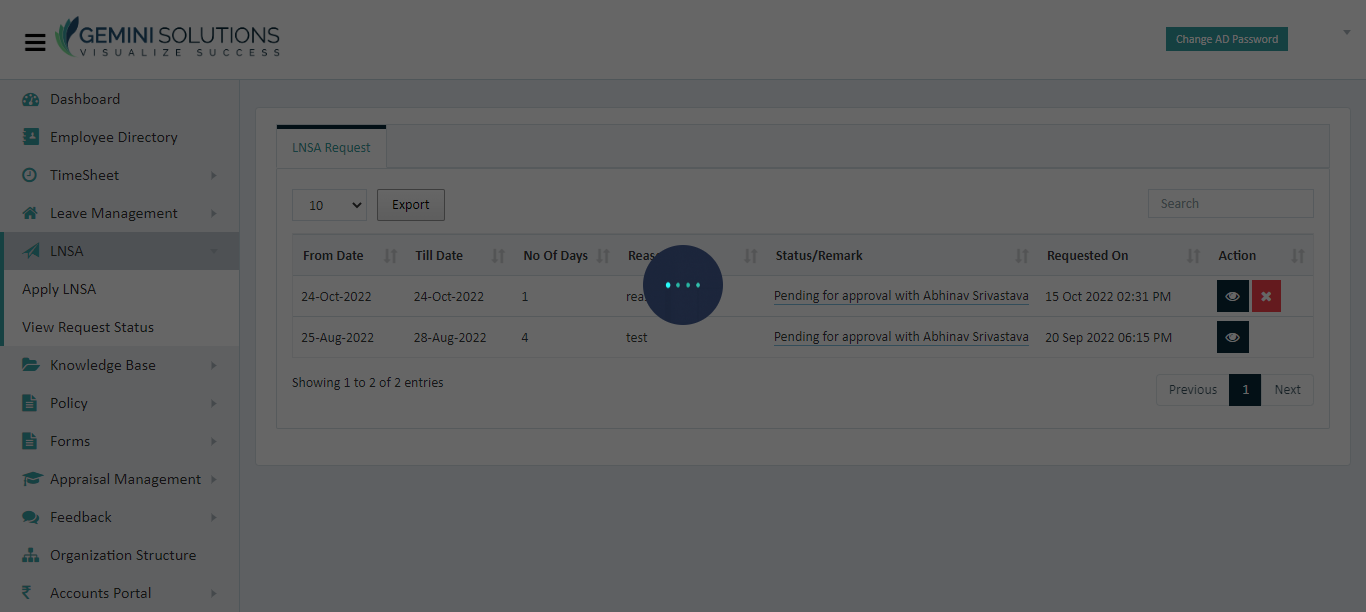 GEMINI SOLUTIONS
VISUALIZE SUCCESS
Change AD Password
Dashboard
Employee Directory
TimeSheet
Leave Management
LNSA
Apply LNSA
View Request Status
Knowledge Base
Policy
Forms
Appraisal Management
Feedback
Organization Structure
Accounts Portal
LNSA Request
10 Export Search
From Date Till Date No Of Days Status/Remark Requested On Action
24-Oct-2022 24-Oct-2022 1 Pending for approval with Abhinav Srivastava 15 Oct 2022 02:31 PM
25-Aug-2022 28-Aug-2022 4 test Pending for approval with Abhinav Srivastava 20 Sep 2022 06:15 PM
Showing 1 to 2 of 2 entries
Previous 1 Next